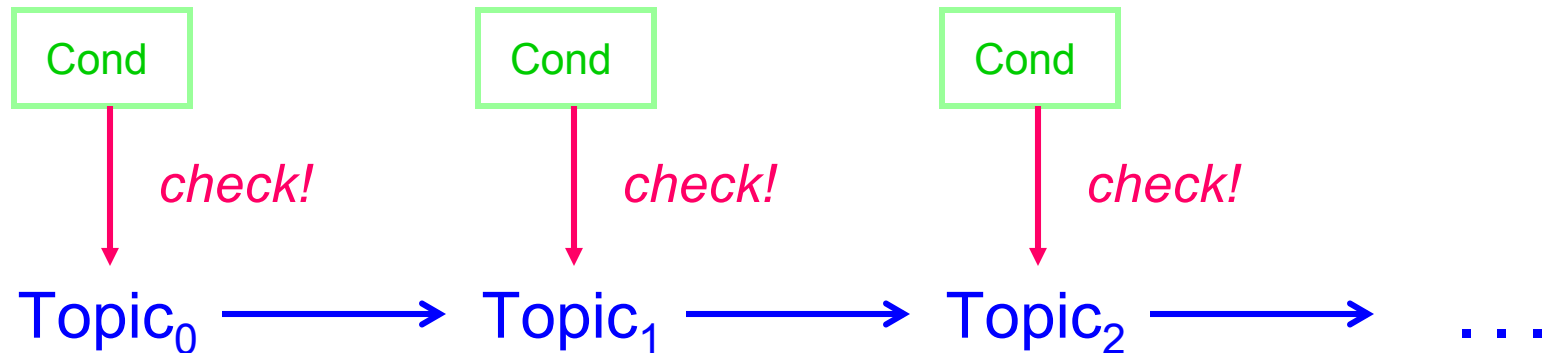 Cond Cond Cond
check! check! check!
Topic₀ Topic₁ Topic₂ . . .